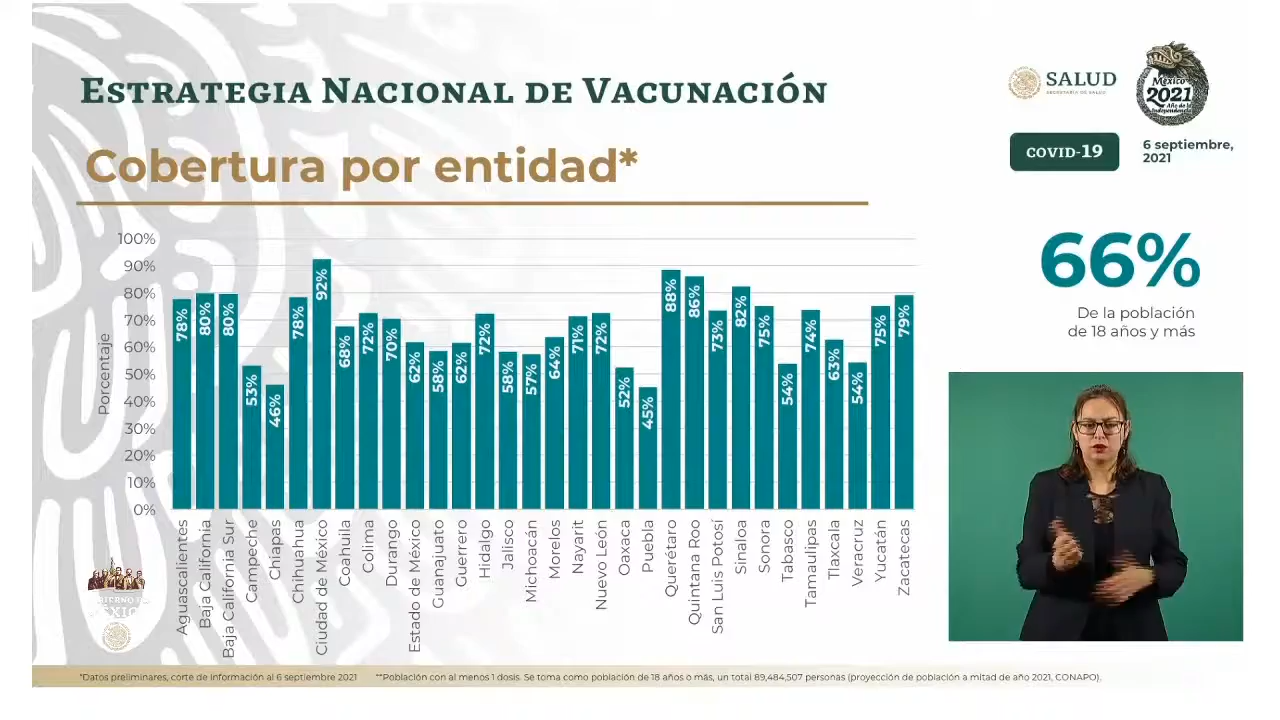 ESTRATEGIA NACIONAL DE VACUNACIÓN
SALUD
SECRETARÍA DE SALUD
México
2021
Año de la
Independencia
COVID-19
6 septiembre,
2021
Cobertura por entidad*
66%
De la población
de 18 años y más
Porcentaje
100%
90%
80%
70%
60%
50%
40%
30%
20%
10%
0%
78%
80%
80%
53%
46%
78%
92%
68%
72%
70%
62%
58%
62%
72%
58%
57%
64%
71%
72%
52%
45%
88%
86%
73%
82%
75%
54%
74%
63%
54%
75%
79%
Aguascalientes
Baja California
Baja California Sur
Campeche
Chiapas
Chihuahua
Ciudad de México
Coahuila
Colima
Durango
Estado de México
Guanajuato
Guerrero
Hidalgo
Jalisco
Michoacán
Morelos
Nayarit
Nuevo León
Oaxaca
Puebla
Querétaro
Quintana Roo
San Luis Potosí
Sinaloa
Sonora
Tabasco
Tamaulipas
Tlaxcala
Veracruz
Yucatán
Zacatecas
*Datos preliminares, corte de información al 6 septiembre 2021 **Población con al menos 1 dosis. Se toma como población de 18 años o más, un total 89,484,507 personas (proyección de población a mitad de año 2021, CONAPO).